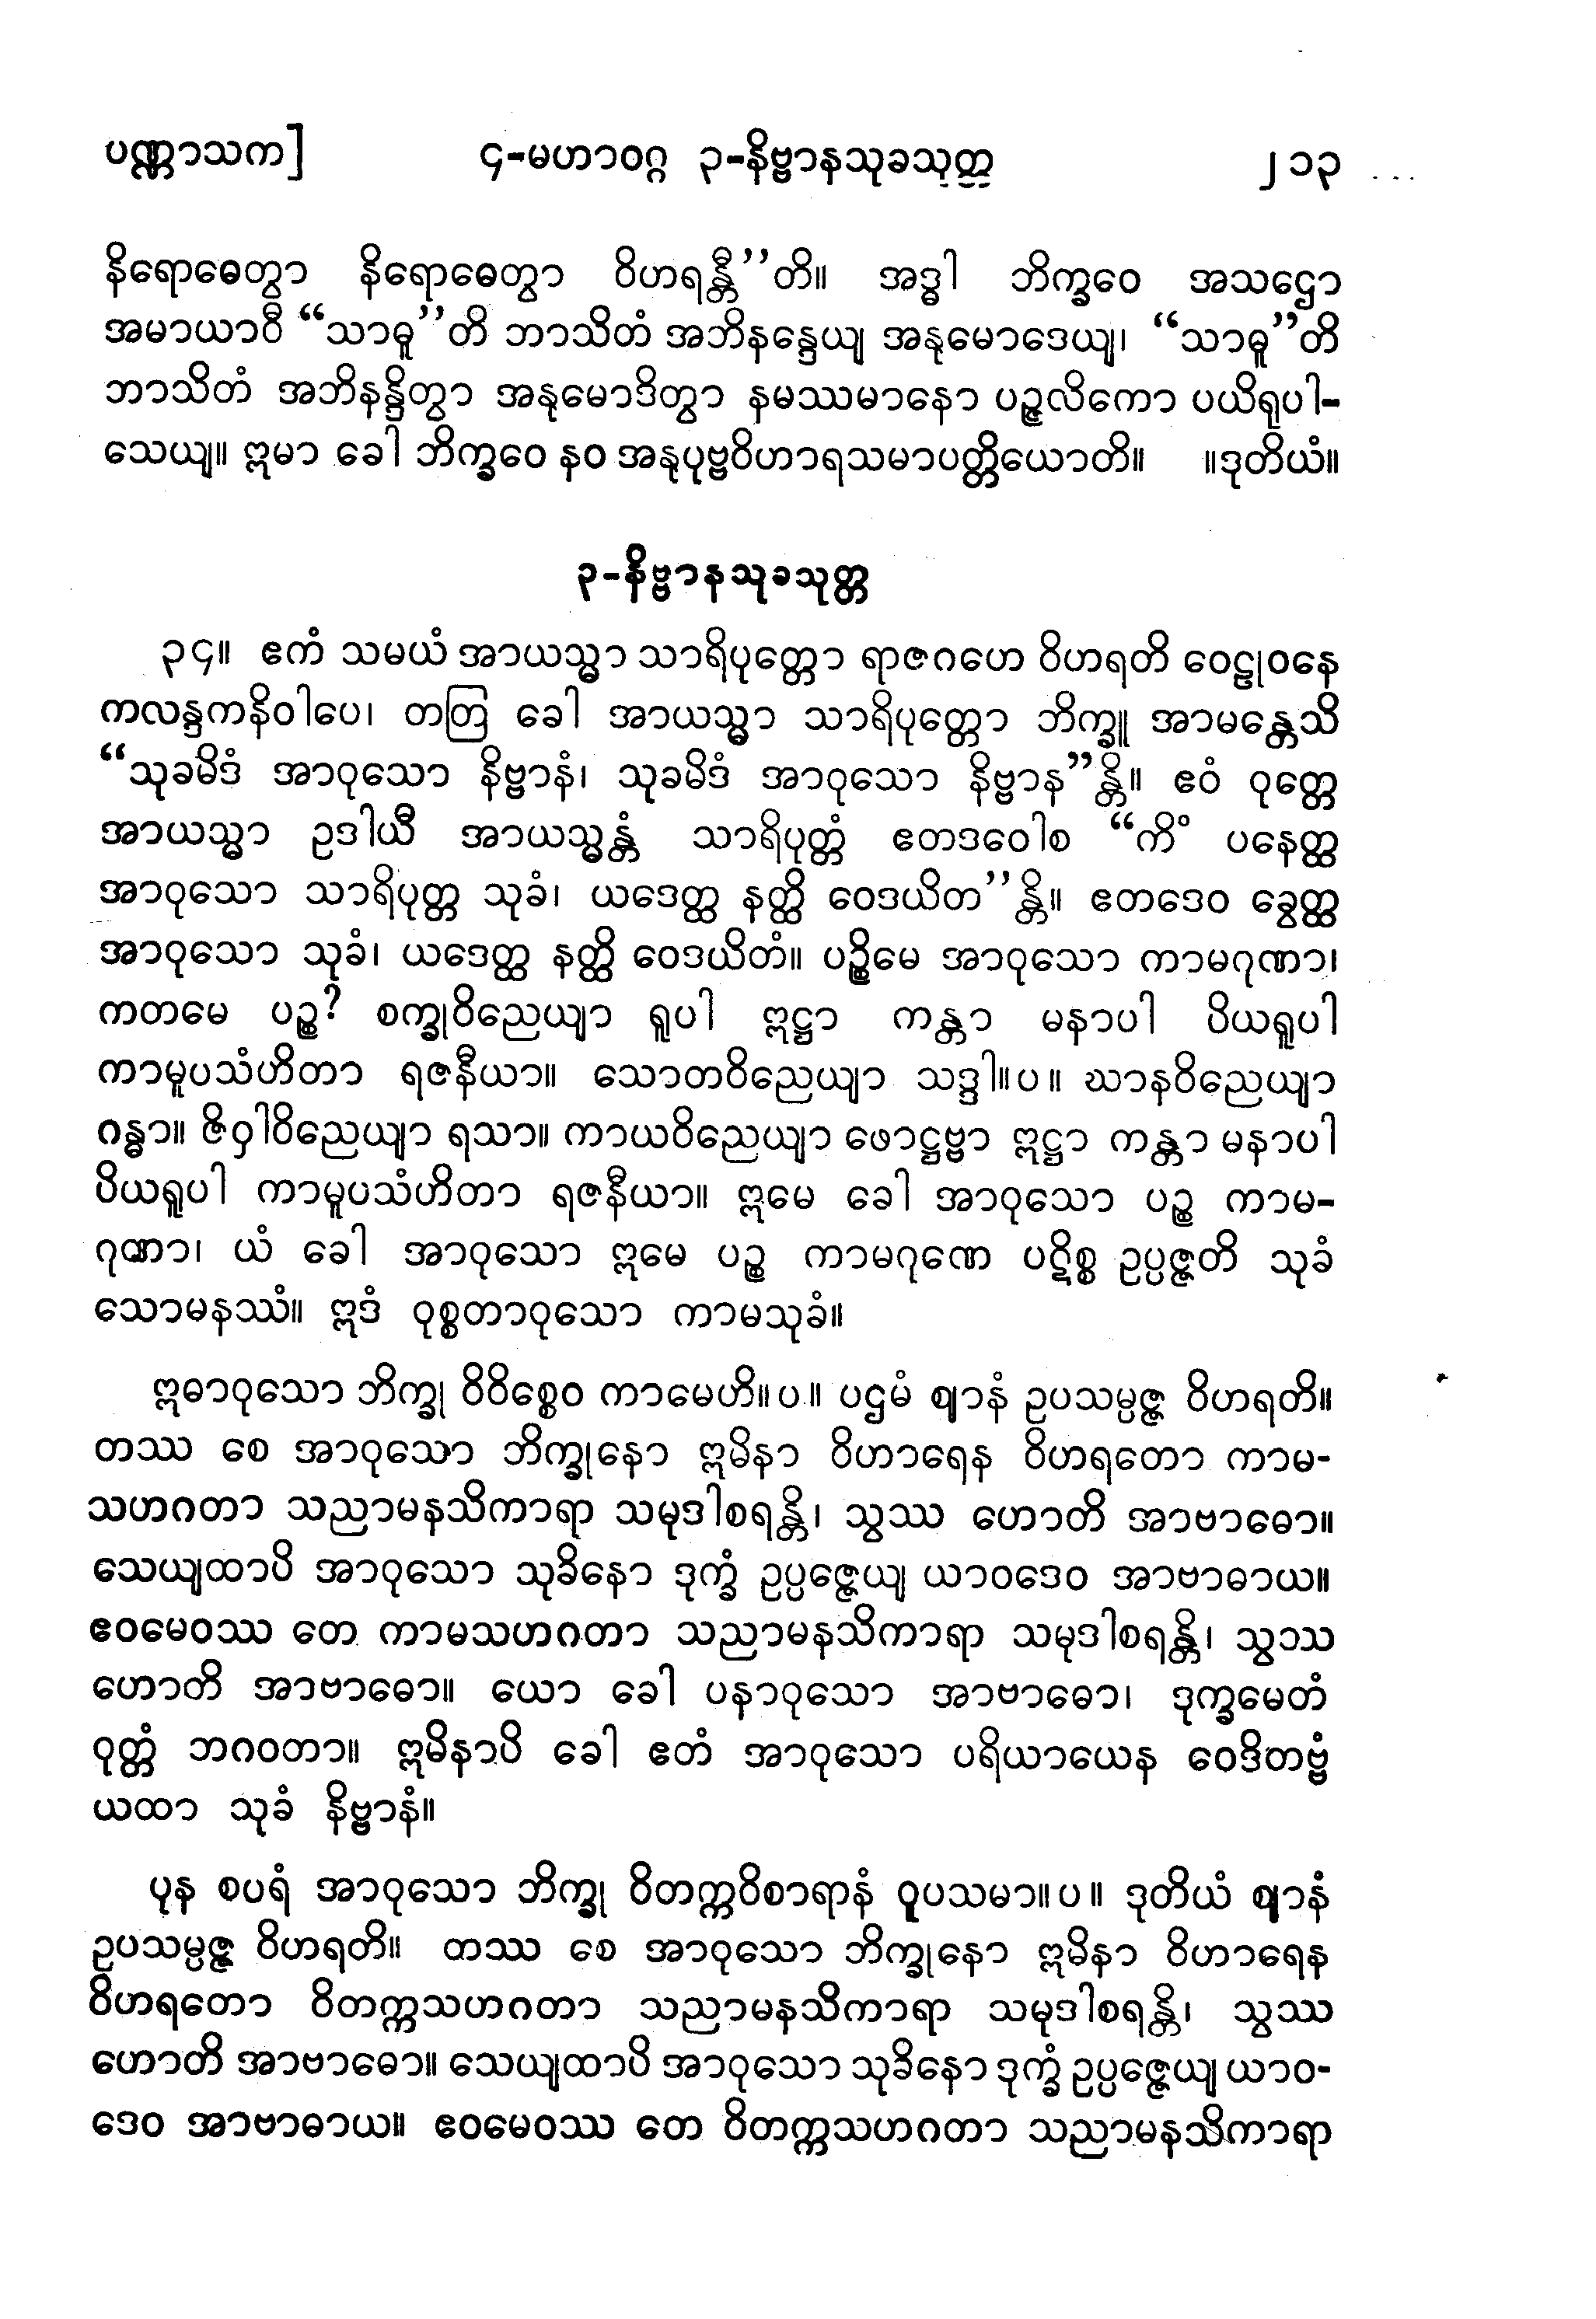 ပဏ္ဏာသက]	၄-မဟာဝဂ္ဂ ၃-နိဗ္ဗာနသုခသုတ္တ	၂၁၃
နိရောဓေတွာ နိရောဓေတွာ ဝိဟရန္တီ’’တိ။ အဒ္ဓါ ဘိက္ခဝေ အသဌော
အမာယာဝီ “သာဓူ’’တိ ဘာသိတံ အဘိနန္ဒေယျ အနုမောဒေယျ၊ “သာဓူ’’တိ
ဘာသိတံ အဘိနန္ဒိတွာ အနုမောဒိတွာ နမဿမာနော ပဉ္ဇလိကော ပယိရုပါ-
သေယျ။ ဣမာ ခေါ ဘိက္ခဝေ နဝ အနုပုဗ္ဗဝိဟာရသမာပတ္တိယောတိ။ ။ဒုတိယံ။
၃-နိဗ္ဗာနသုခသုတ္တ
၃၄။ ဧကံ သမယံ အာယသ္မာ သာရိပုတ္တော ရာဇဂဟေ ဝိဟရတိ ဝေဠုဝနေ
ကလန္ဒကနိဝါပေ၊ တတြ ခေါ အာယသ္မာ သာရိပုတ္တော ဘိက္ခူ အာမန္တေသိ
“သုခမိဒံ အာဝုသော နိဗ္ဗာနံ၊ သုခမိဒံ အာဝုသော နိဗ္ဗာန”န္တိ။ ဧဝံ ဝုတ္တေ
အာယသ္မာ ဥဒါယီ အာယသ္မန္တံ သာရိပုတ္တံ ဧတဒဝေါစ “ကိံ ပနေတ္ထ
အာဝုသော သာရိပုတ္တ သုခံ၊ ယဒေတ္ထ နတ္ထိ ဝေဒယိတ’’န္တိ။ ဧတဒေဝ ခွေတ္ထ
အာဝုသော သုခံ၊ ယဒေတ္ထ နတ္ထိ ဝေဒယိတံ။ ပဉ္စိမေ အာဝုသော ကာမဂုဏာ၊
ကတမေ ပဉ္စ? စက္ခုဝိညေယျာ ရူပါ ဣဋ္ဌာ ကန္တာ မနာပါ ပိယရူပါ
ကာမူပသံဟိတာ ရဇနီယာ။ သောတဝိညေယျာ သဒ္ဒါ။ပ။ ဃာနဝိညေယျာ
ဂန္ဓာ။ ဇိဝှါဝိညေယျာ ရသာ။ ကာယဝိညေယျာ ဖောဋ္ဌဗ္ဗာ ဣဋ္ဌာ ကန္တာ မနာပါ
ပိယရူပါ ကာမူပသံဟိတာ ရဇနီယာ။ ဣမေ ခေါ အာဝုသော ပဉ္စ ကာမ-
ဂုဏာ၊ ယံ ခေါ အာဝုသော ဣမေ ပဉ္စ ကာမဂုဏေ ပဋိစ္စ ဥပ္ပဇ္ဇတိ သုခံ
သောမနဿံ။ ဣဒံ ဝုစ္စတာဝုသော ကာမသုခံ။
ဣဓာဝုသော ဘိက္ခု ဝိဝိစ္စေဝ ကာမေဟိ။ပ။ ပဌမံ ဈာနံ ဥပသမ္ပဇ္ဇ ဝိဟရတိ။
တဿ စေ အာဝုသော ဘိက္ခုနော ဣမိနာ ဝိဟာရေန ဝိဟရတော ကာမ-
သဟဂတာ သညာမနသိကာရာ သမုဒါစရန္တိ၊ သွဿ ဟောတိ အာဗာဓော။
သေယျထာပိ အာဝုသော သုခိနော ဒုက္ခံ ဥပ္ပဇ္ဇေယျ ယာဝဒေဝ အာဗာဓာယ။
ဧဝမေဝဿ တေ ကာမသဟဂတာ သညာမနသိကာရာ သမုဒါစရန္တိ၊ သွဿ
ဟောတိ အာဗာဓော။ ယော ခေါ ပနာဝုသော အာဗာဓော၊ ဒုက္ခမေတံ
ဝုတ္တံ ဘဂဝတာ။ ဣမိနာပိ ခေါ ဧတံ အာဝုသော ပရိယာယေန ဝေဒိတဗ္ဗံ
ယထာ သုခံ နိဗ္ဗာနံ။
ပုန စပရံ အာဝုသော ဘိက္ခု ဝိတက္ကဝိစာရာနံ ဝူပသမာ။ပ။ ဒုတိယံ ဈာနံ
ဥပသမ္ပဇ္ဇ ဝိဟရတိ။ တဿ စေ အာဝုသော ဘိက္ခုနော ဣမိနာ ဝိဟာရေန
ဝိဟရတော ဝိတက္ကသဟဂတာ သညာမနသိကာရာ သမုဒါစရန္တိ၊ သွဿ
ဟောတိ အာဗာဓော။ သေယျထာပိ အာဝုသော သုခိနော ဒုက္ခံ ဥပ္ပဇ္ဇေယျ ယာဝ-
ဒေဝ အာဗာဓာယ။ ဧဝမေဝဿ တေ ဝိတက္ကသဟဂတာ သညာမနသိကာရာ